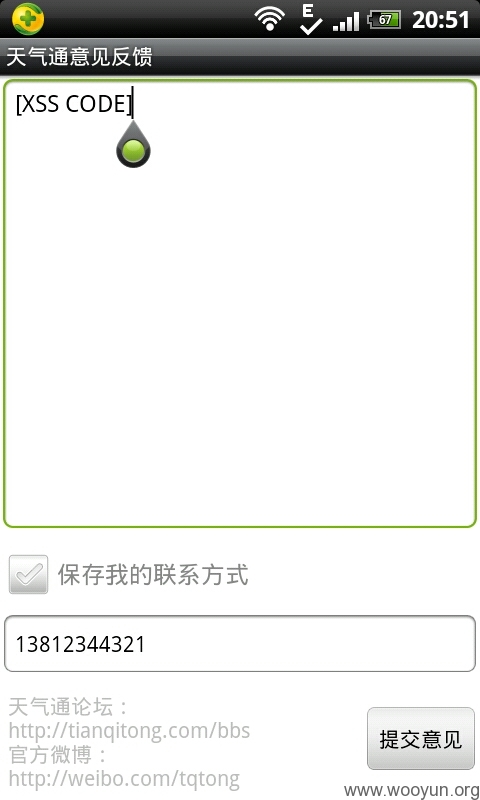 E
67
20:51
天气通意见反馈
[XSS CODE]
保存我的联系方式
13812344321
天气通论坛：
http://tianqitong.com/bbs
官方微博：
http://weibo.com/tqtong
提交意见
www.wooyun.org